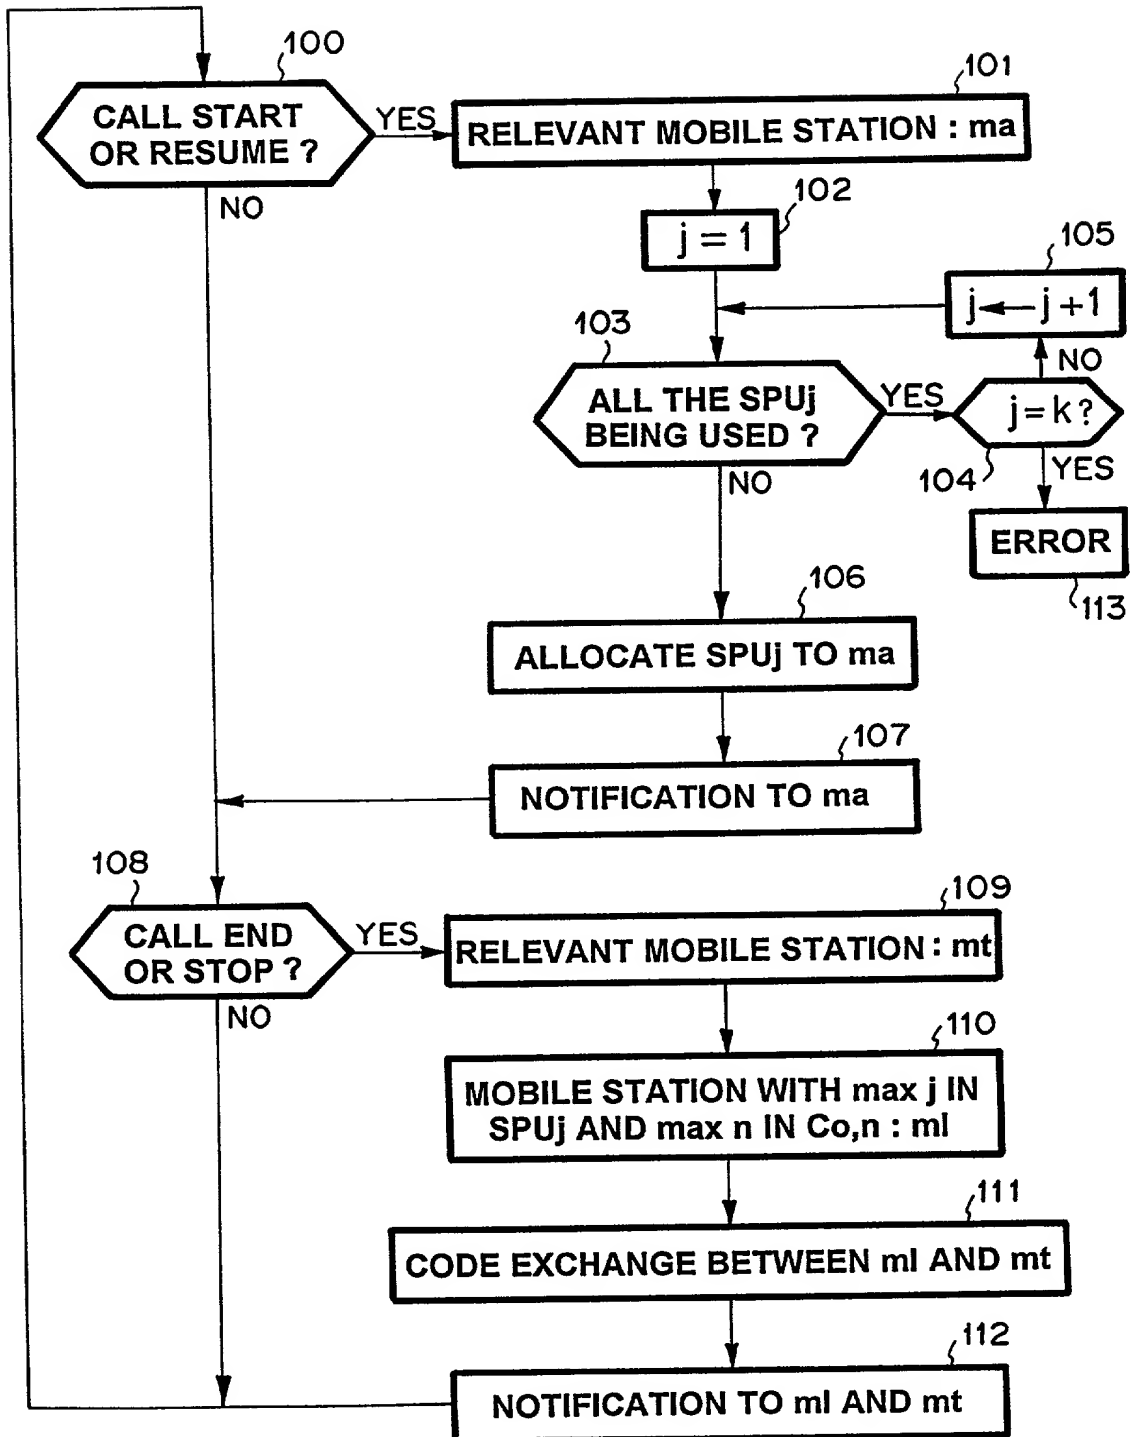 100
CALL START
OR RESUME ?
YES
NO
101
RELEVANT MOBILE STATION : ma
102
j = 1
105
j ← j +1
NO
103
ALL THE SPUj
BEING USED ?
YES
NO
j = k ?
104
YES
ERROR
113
106
ALLOCATE SPUj TO ma
107
NOTIFICATION TO ma
108
CALL END
OR STOP ?
YES
NO
109
RELEVANT MOBILE STATION : mt
110
MOBILE STATION WITH max j IN
SPUj AND max n IN Co,n : ml
111
CODE EXCHANGE BETWEEN ml AND mt
112
NOTIFICATION TO ml AND mt